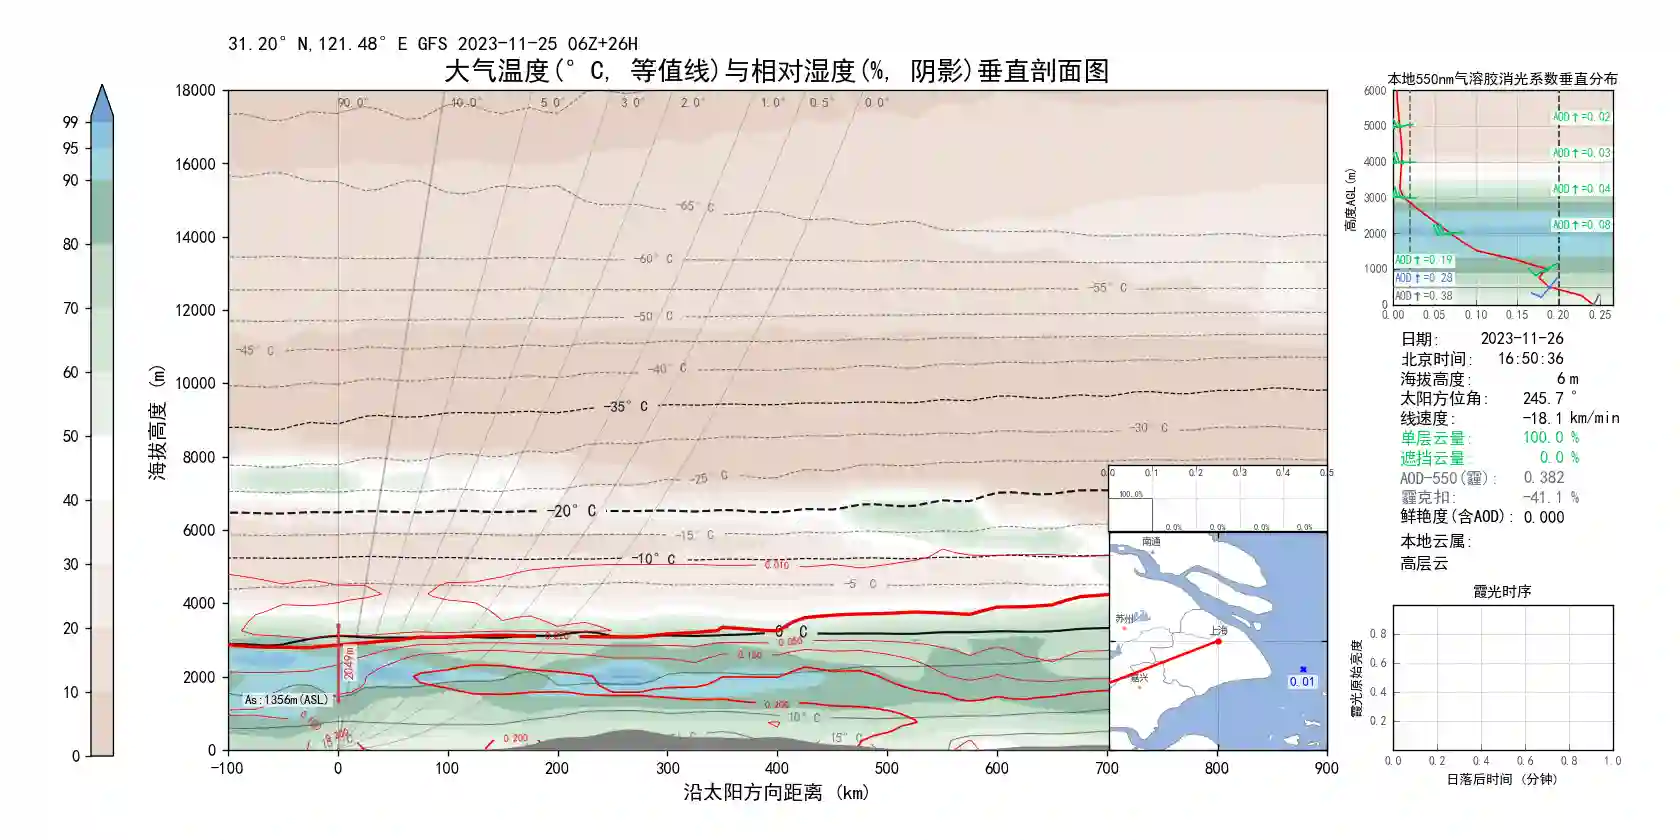 31.20° N,121.48° E GFS 2023-11-25 06Z+26H
大气温度(° C, 等值线)与相对湿度(%, 阴影)垂直剖面图
99
95
90
80
70
60
50
40
30
20
10
0
海拔高度 (m)
18000
16000
14000
12000
10000
8000
6000
4000
2000
0
90.0° 10.0° 5.0° 3.0° 2.0° 1.0° 0.5° 0.0°
-65° C
-60° C
-55° C
-50° C
-45° C
-40° C
-35° C
-30° C
-25° C
-20° C
-15° C
-10° C
-5° C
0.010
0° C
0.050
0.150
0.200
10° C
15° C
0.200
2049m
As:1356m(ASL)
-100 0 100 200 300 400 500 600 700 800 900
沿太阳方向距离 (km)
0.0 0.1 0.2 0.3 0.4 0.5
100.0%
0.0% 0.0% 0.0% 0.0%
南通
苏州
上海
嘉兴
0.01
本地550nm气溶胶消光系数垂直分布
高度AGL(m)
6000
5000
4000
3000
2000
1000
0
AOD↑=0.02
AOD↑=0.03
AOD↑=0.04
AOD↑=0.08
AOD↑=0.19
AOD↑=0.28
AOD↑=0.38
0.00 0.05 0.10 0.15 0.20 0.25
日期: 2023-11-26
北京时间: 16:50:36
海拔高度: 6 m
太阳方位角: 245.7 °
线速度: -18.1 km/min
单层云量: 100.0 %
遮挡云量: 0.0 %
AOD-550(霾): 0.382
霾克扣: -41.1 %
鲜艳度(含AOD): 0.000
本地云属:
高层云
霞光时序
霞光原始亮度
0.8
0.6
0.4
0.2
0.0 0.2 0.4 0.6 0.8 1.0
日落后时间 (分钟)